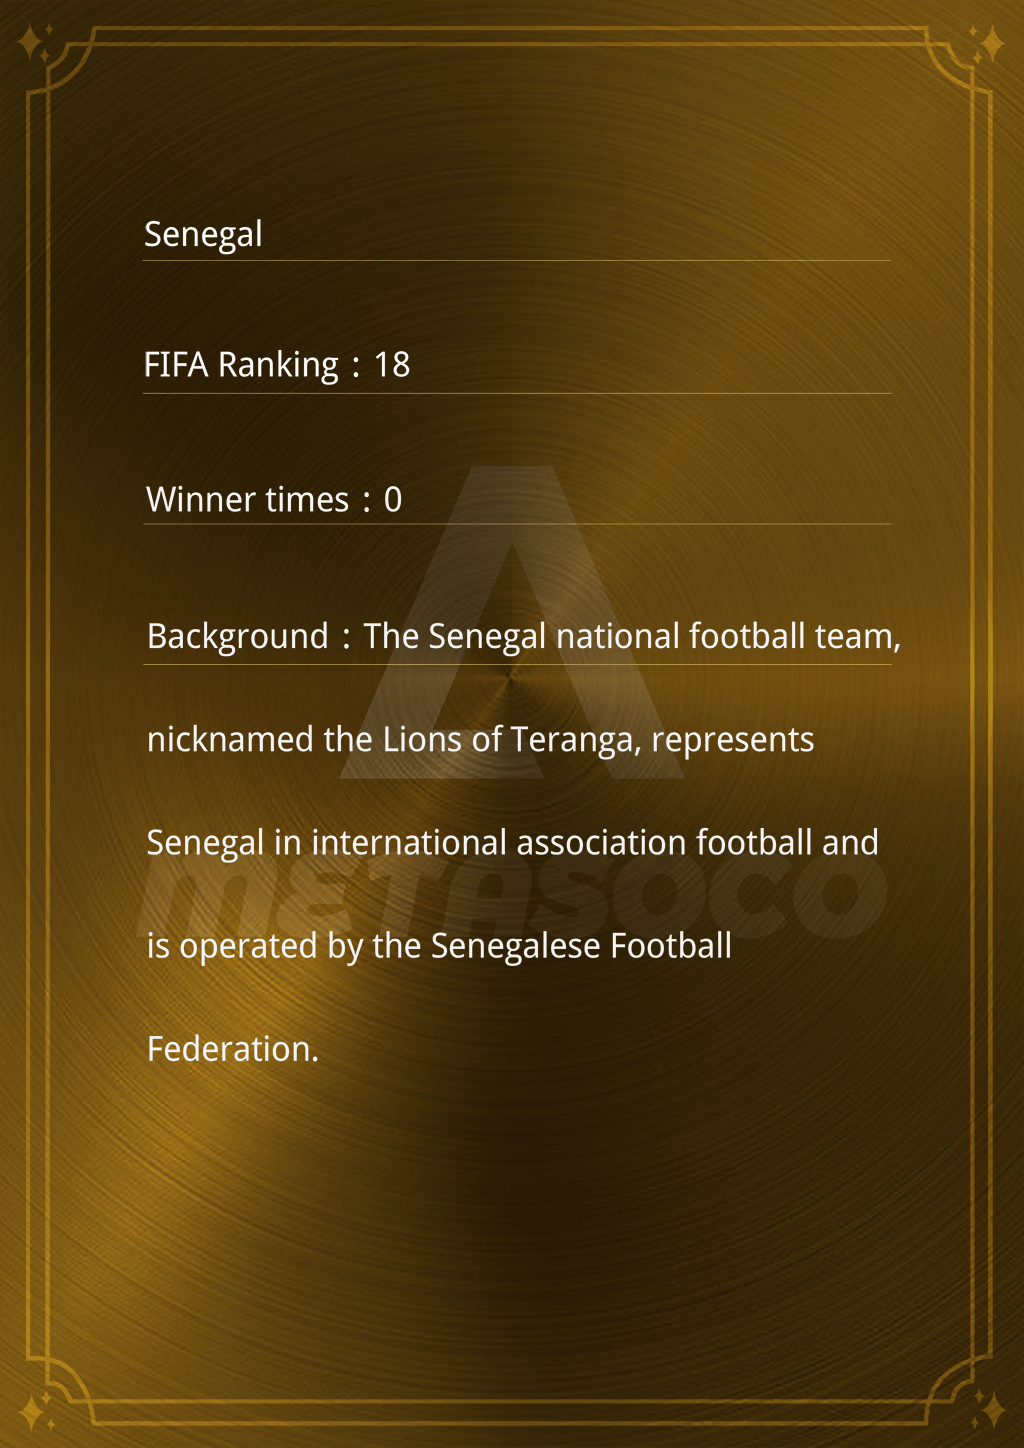 Senegal
FIFA Ranking：18
Winner times：0
Background：The Senegal national football team,
nicknamed the Lions of Teranga, represents
Senegal in international association football and
METASOCO
is operated by the Senegalese Football
Federation.